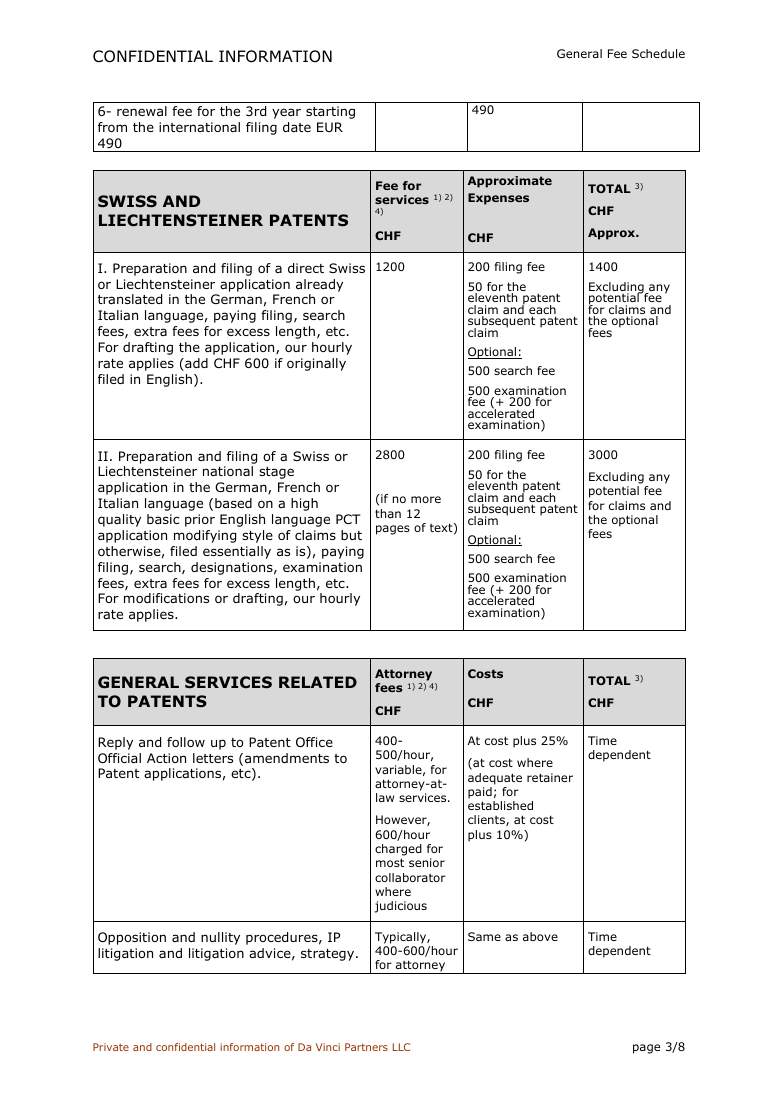 CONFIDENTIAL INFORMATION
General Fee Schedule
6- renewal fee for the 3rd year starting
from the international filing date EUR
490
490
SWISS AND
LIECHTENSTEINER PATENTS
Fee for
services 1) 2)
4)
CHF
Approximate
Expenses
CHF
TOTAL 3)
CHF
Approx.
I. Preparation and filing of a direct Swiss
or Liechtensteiner application already
translated in the German, French or
Italian language, paying filing, search
fees, extra fees for excess length, etc.
For drafting the application, our hourly
rate applies (add CHF 600 if originally
filed in English).
1200
200 filing fee
50 for the
eleventh patent
claim and each
subsequent patent
claim
Optional:
500 search fee
500 examination
fee (+ 200 for
accelerated
examination)
1400
Excluding any
potential fee
for claims and
the optional
fees
II. Preparation and filing of a Swiss or
Liechtensteiner national stage
application in the German, French or
Italian language (based on a high
quality basic prior English language PCT
application modifying style of claims but
otherwise, filed essentially as is), paying
filing, search, designations, examination
fees, extra fees for excess length, etc.
For modifications or drafting, our hourly
rate applies.
2800
(if no more
than 12
pages of text)
200 filing fee
50 for the
eleventh patent
claim and each
subsequent patent
claim
Optional:
500 search fee
500 examination
fee (+ 200 for
accelerated
examination)
3000
Excluding any
potential fee
for claims and
the optional
fees
GENERAL SERVICES RELATED
TO PATENTS
Attorney
fees 1) 2) 4)
CHF
Costs
CHF
TOTAL 3)
CHF
Reply and follow up to Patent Office
Official Action letters (amendments to
Patent applications, etc).
400-
500/hour,
variable, for
attorney-at-
law services.
However,
600/hour
charged for
most senior
collaborator
where
judicious
At cost plus 25%
(at cost where
adequate retainer
paid; for
established
clients, at cost
plus 10%)
Time
dependent
Opposition and nullity procedures, IP
litigation and litigation advice, strategy.
Typically,
400-600/hour
for attorney
Same as above
Time
dependent
Private and confidential information of Da Vinci Partners LLC
page 3/8